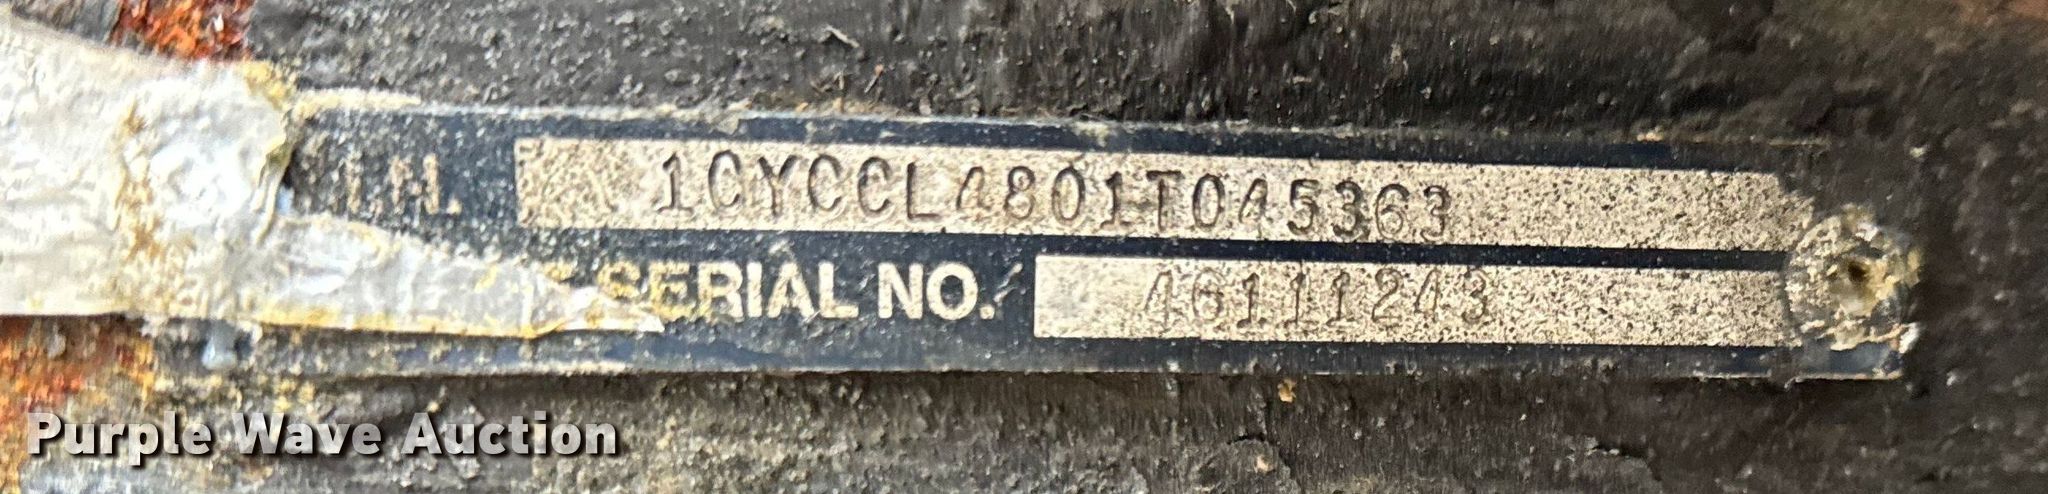 I.N. 1CYCCL4801T045363
SERIAL NO. 46111243
Purple Wave Auction